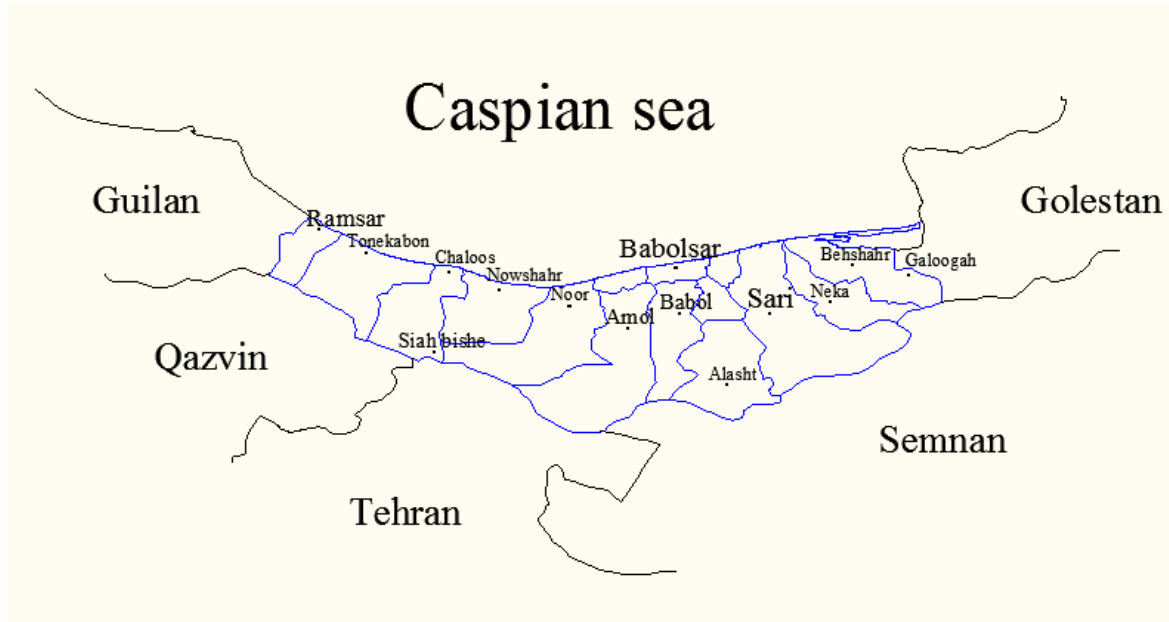 Caspian sea
Guilan
Golestan
Ramsar
Tonekabon
Babolsar
Chaloos
Behshahr
Galoogah
Nowshahr
Noor
Babol
Sari
Neka
Amol
Siah bishe
Qazvin
Alasht
Semnan
Tehran